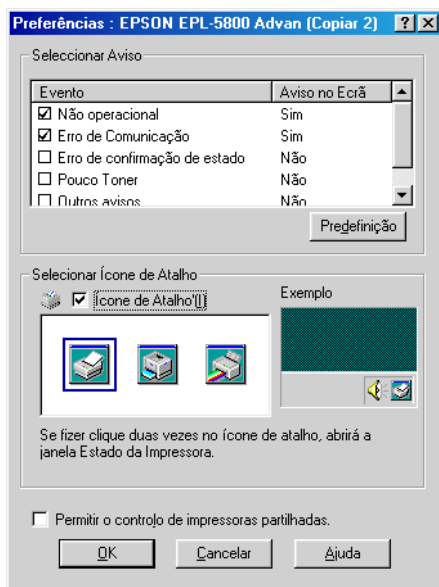 Preferências : EPSON EPL-5800 Advan (Copiar 2)
Seleccionar Aviso
Evento Aviso no Ecrã
Não operacional Sim
Erro de Comunicação Sim
Erro de confirmação de estado Não
Pouco Toner Não
Outros avisos Não
Predefinição
Selecionar Ícone de Atalho
Ícone de Atalho'(I)
Exemplo
Se fizer clique duas vezes no ícone de atalho, abrirá a
janela Estado da Impressora.
Permitir o controlo de impressoras partilhadas.
OK Cancelar Ajuda